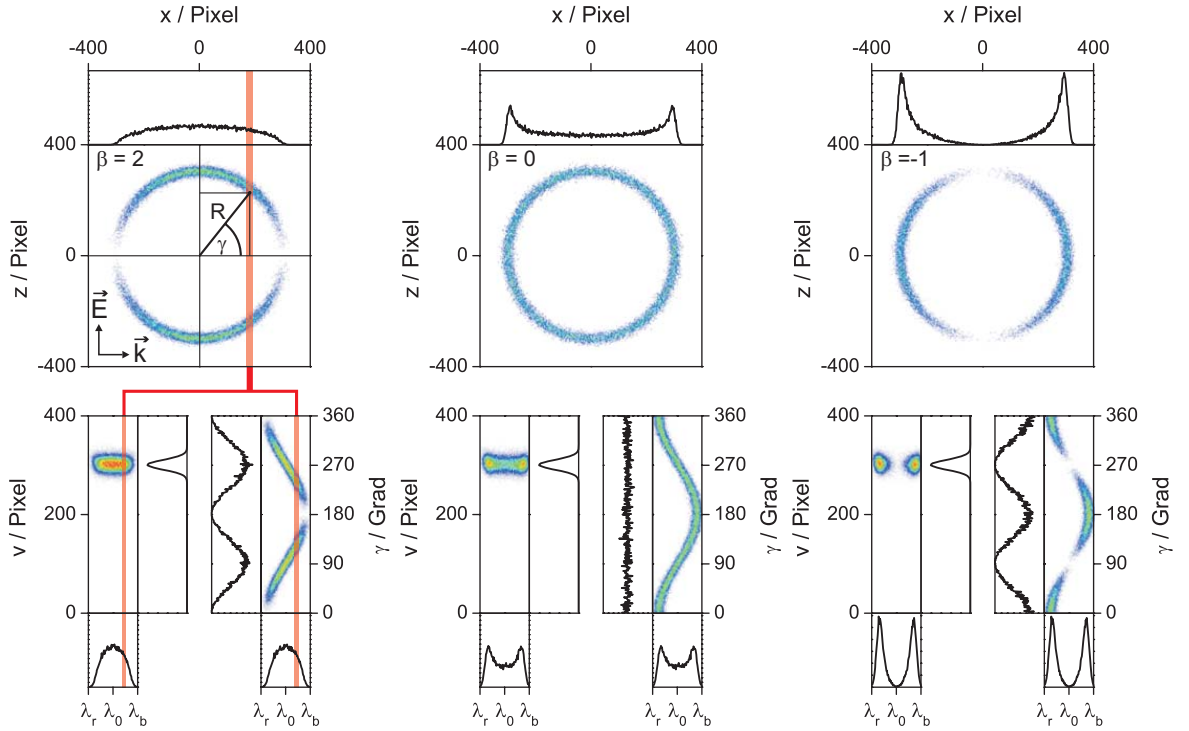 x / Pixel x / Pixel x / Pixel
-400 0 400 -400 0 400 -400 0 400
400 400 400
β = 2 β = 0 β =-1
R
γ
z / Pixel z / Pixel z / Pixel
0 0 0
E⃗
k⃗
-400 -400 -400
400 360 400 360 400 360
270 270 270
v / Pixel γ / Grad v / Pixel γ / Grad v / Pixel γ / Grad
200 180 200 180 200 180
90 90 90
0 0 0 0 0 0
λr λ0 λb λr λ0 λb λr λ0 λb λr λ0 λb λr λ0 λb λr λ0 λb